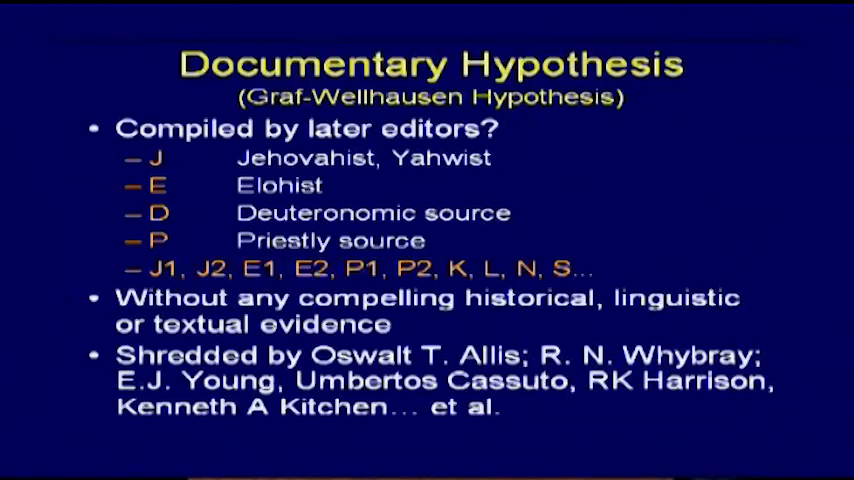 Documentary Hypothesis
(Graf-Wellhausen Hypothesis)
• Compiled by later editors?
– J Jehovahist, Yahwist
– E Elohist
– D Deuteronomic source
– P Priestly source
– J1, J2, E1, E2, P1, P2, K, L, N, S...
• Without any compelling historical, linguistic
or textual evidence
• Shredded by Oswalt T. Allis; R. N. Whybray;
E.J. Young, Umbertos Cassuto, RK Harrison,
Kenneth A Kitchen... et al.